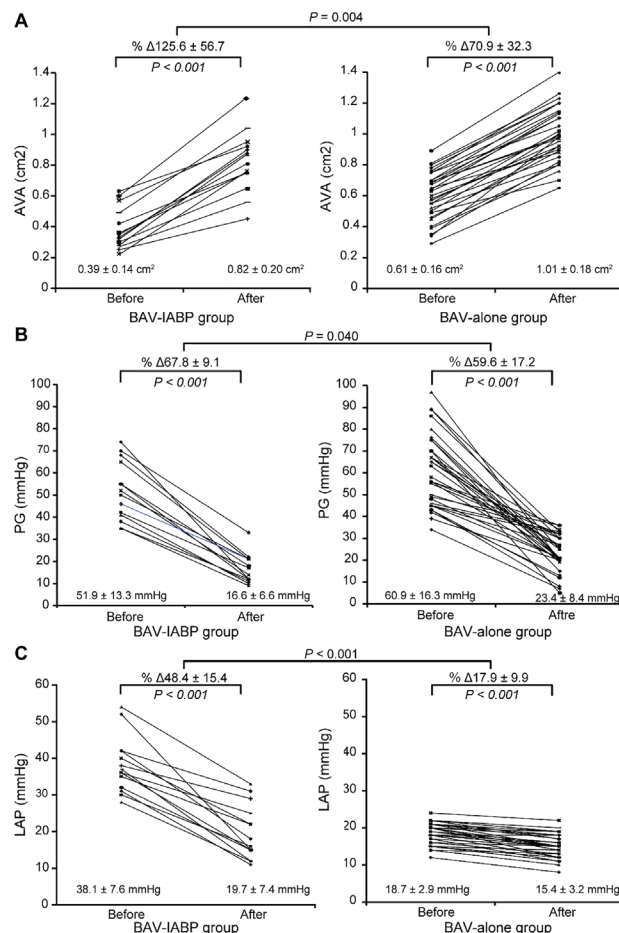 A
P = 0.004
% Δ125.6 ± 56.7
% Δ70.9 ± 32.3
P < 0.001
P < 0.001
1.4
1.2
1
0.8
0.6
0.4
0.2
0
AVA (cm2)
0.39 ± 0.14 cm²
0.82 ± 0.20 cm²
Before
After
BAV-IABP group
1.4
1.2
1
0.8
0.6
0.4
0.2
0
AVA (cm2)
0.61 ± 0.16 cm²
1.01 ± 0.18 cm²
Before
After
BAV-alone group
B
P = 0.040
% Δ67.8 ± 9.1
% Δ59.6 ± 17.2
P < 0.001
P < 0.001
100
90
80
70
60
50
40
30
20
10
0
PG (mmHg)
51.9 ± 13.3 mmHg
16.6 ± 6.6 mmHg
Before
After
BAV-IABP group
100
90
80
70
60
50
40
30
20
10
0
PG (mmHg)
60.9 ± 16.3 mmHg
23.4 ± 8.4 mmHg
Before
Aftre
BAV-alone group
C
P < 0.001
% Δ48.4 ± 15.4
% Δ17.9 ± 9.9
P < 0.001
P < 0.001
60
50
40
30
20
10
0
LAP (mmHg)
38.1 ± 7.6 mmHg
19.7 ± 7.4 mmHg
Before
After
BAV-IABP group
60
50
40
30
20
10
0
LAP (mmHg)
18.7 ± 2.9 mmHg
15.4 ± 3.2 mmHg
Before
After
BAV-alone group